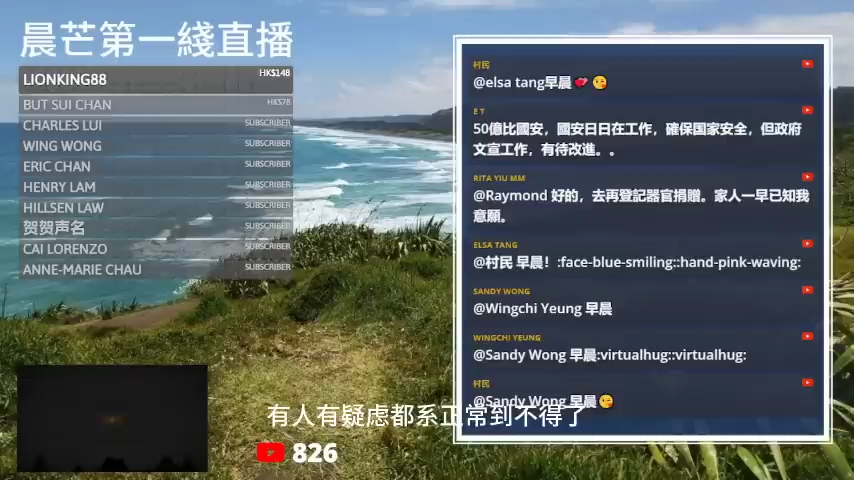 晨芒第一綫直播
LIONKING88 HK$148
BUT SUI CHAN HK$78
CHARLES LUI SUBSCRIBER
WING WONG SUBSCRIBER
ERIC CHAN SUBSCRIBER
HENRY LAM SUBSCRIBER
HILLSEN LAW SUBSCRIBER
贺贺声名 SUBSCRIBER
CAI LORENZO SUBSCRIBER
ANNE-MARIE CHAU SUBSCRIBER
村民
@elsa tang早晨💕😘
E T
50億比國安，國安日日在工作，確保国家安全，但政府
文宣工作，有待改進。。
RITA YIU MM
@Raymond 好的，去再登記器官捐贈。家人一早已知我
意願。
ELSA TANG
@村民 早晨！:face-blue-smiling::hand-pink-waving:
SANDY WONG
@Wingchi Yeung 早晨
WINGCHI YEUNG
@Sandy Wong 早晨:virtualhug::virtualhug:
村民
@Sandy Wong 早晨😘
有人有疑虑都系正常到不得了
826